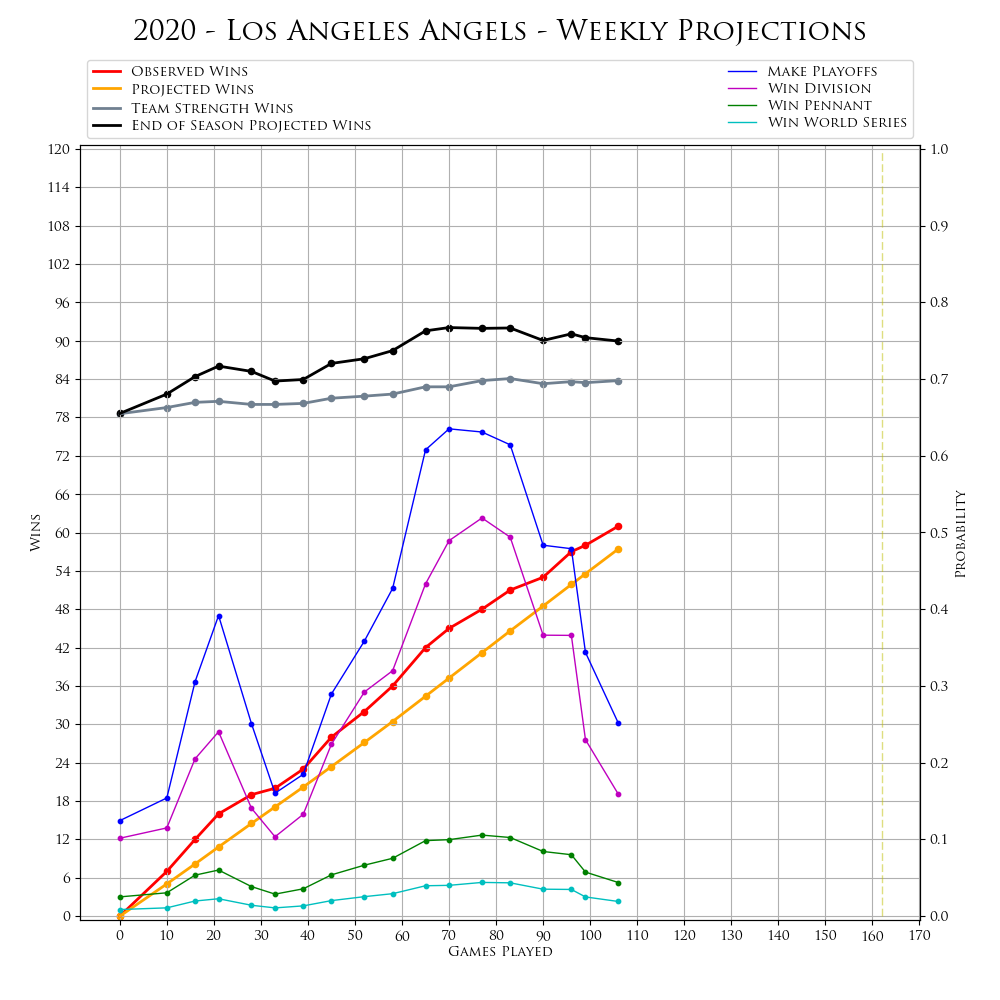 2020 - Los Angeles Angels - Weekly Projections
Observed Wins
Projected Wins
Team Strength Wins
End of Season Projected Wins
Make Playoffs
Win Division
Win Pennant
Win World Series
120
114
108
102
96
90
84
78
72
66
60
54
48
42
36
30
24
18
12
6
0
Wins
1.0
0.9
0.8
0.7
0.6
0.5
0.4
0.3
0.2
0.1
0.0
Probability
0 10 20 30 40 50 60 70 80 90 100 110 120 130 140 150 160 170
Games Played